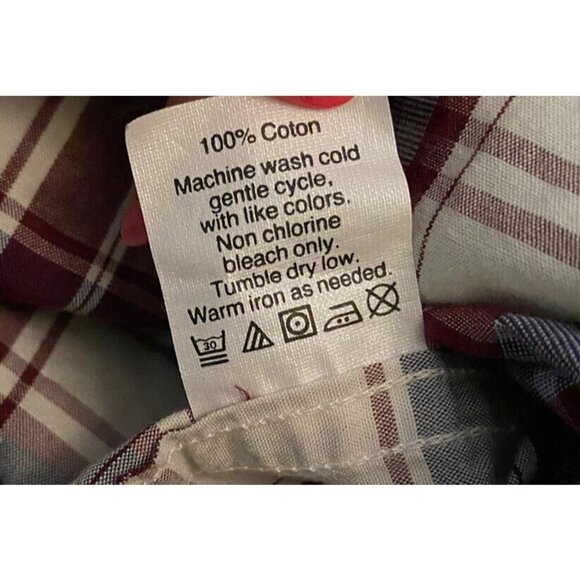 100% Coton
Machine wash cold
gentle cycle,
with like colors.
Non chlorine
bleach only.
Tumble dry low.
Warm iron as needed.
30